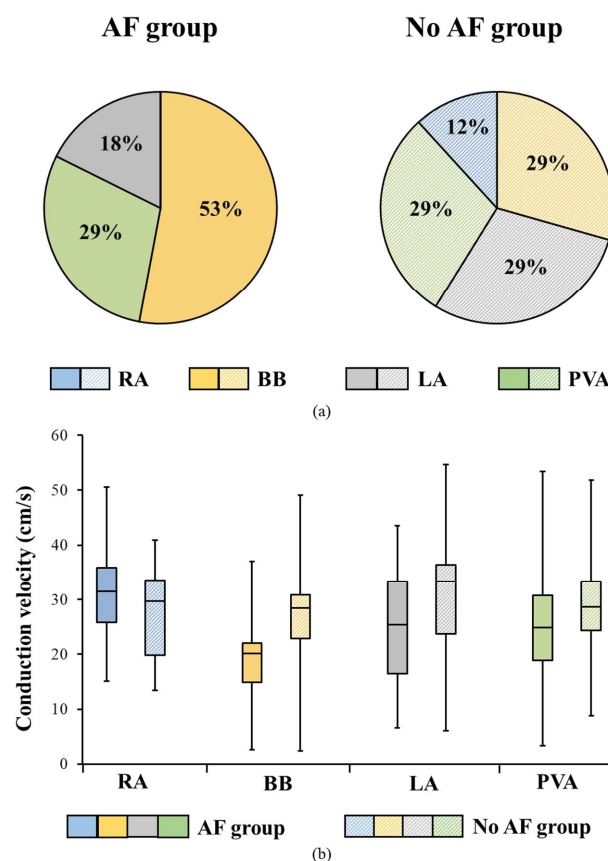 AF group No AF group
12%
18% 29%
53%
29% 29%
29%
RA BB LA PVA
(a)
60
50
40
30
20
10
0
Conduction velocity (cm/s)
RA BB LA PVA
AF group No AF group
(b)